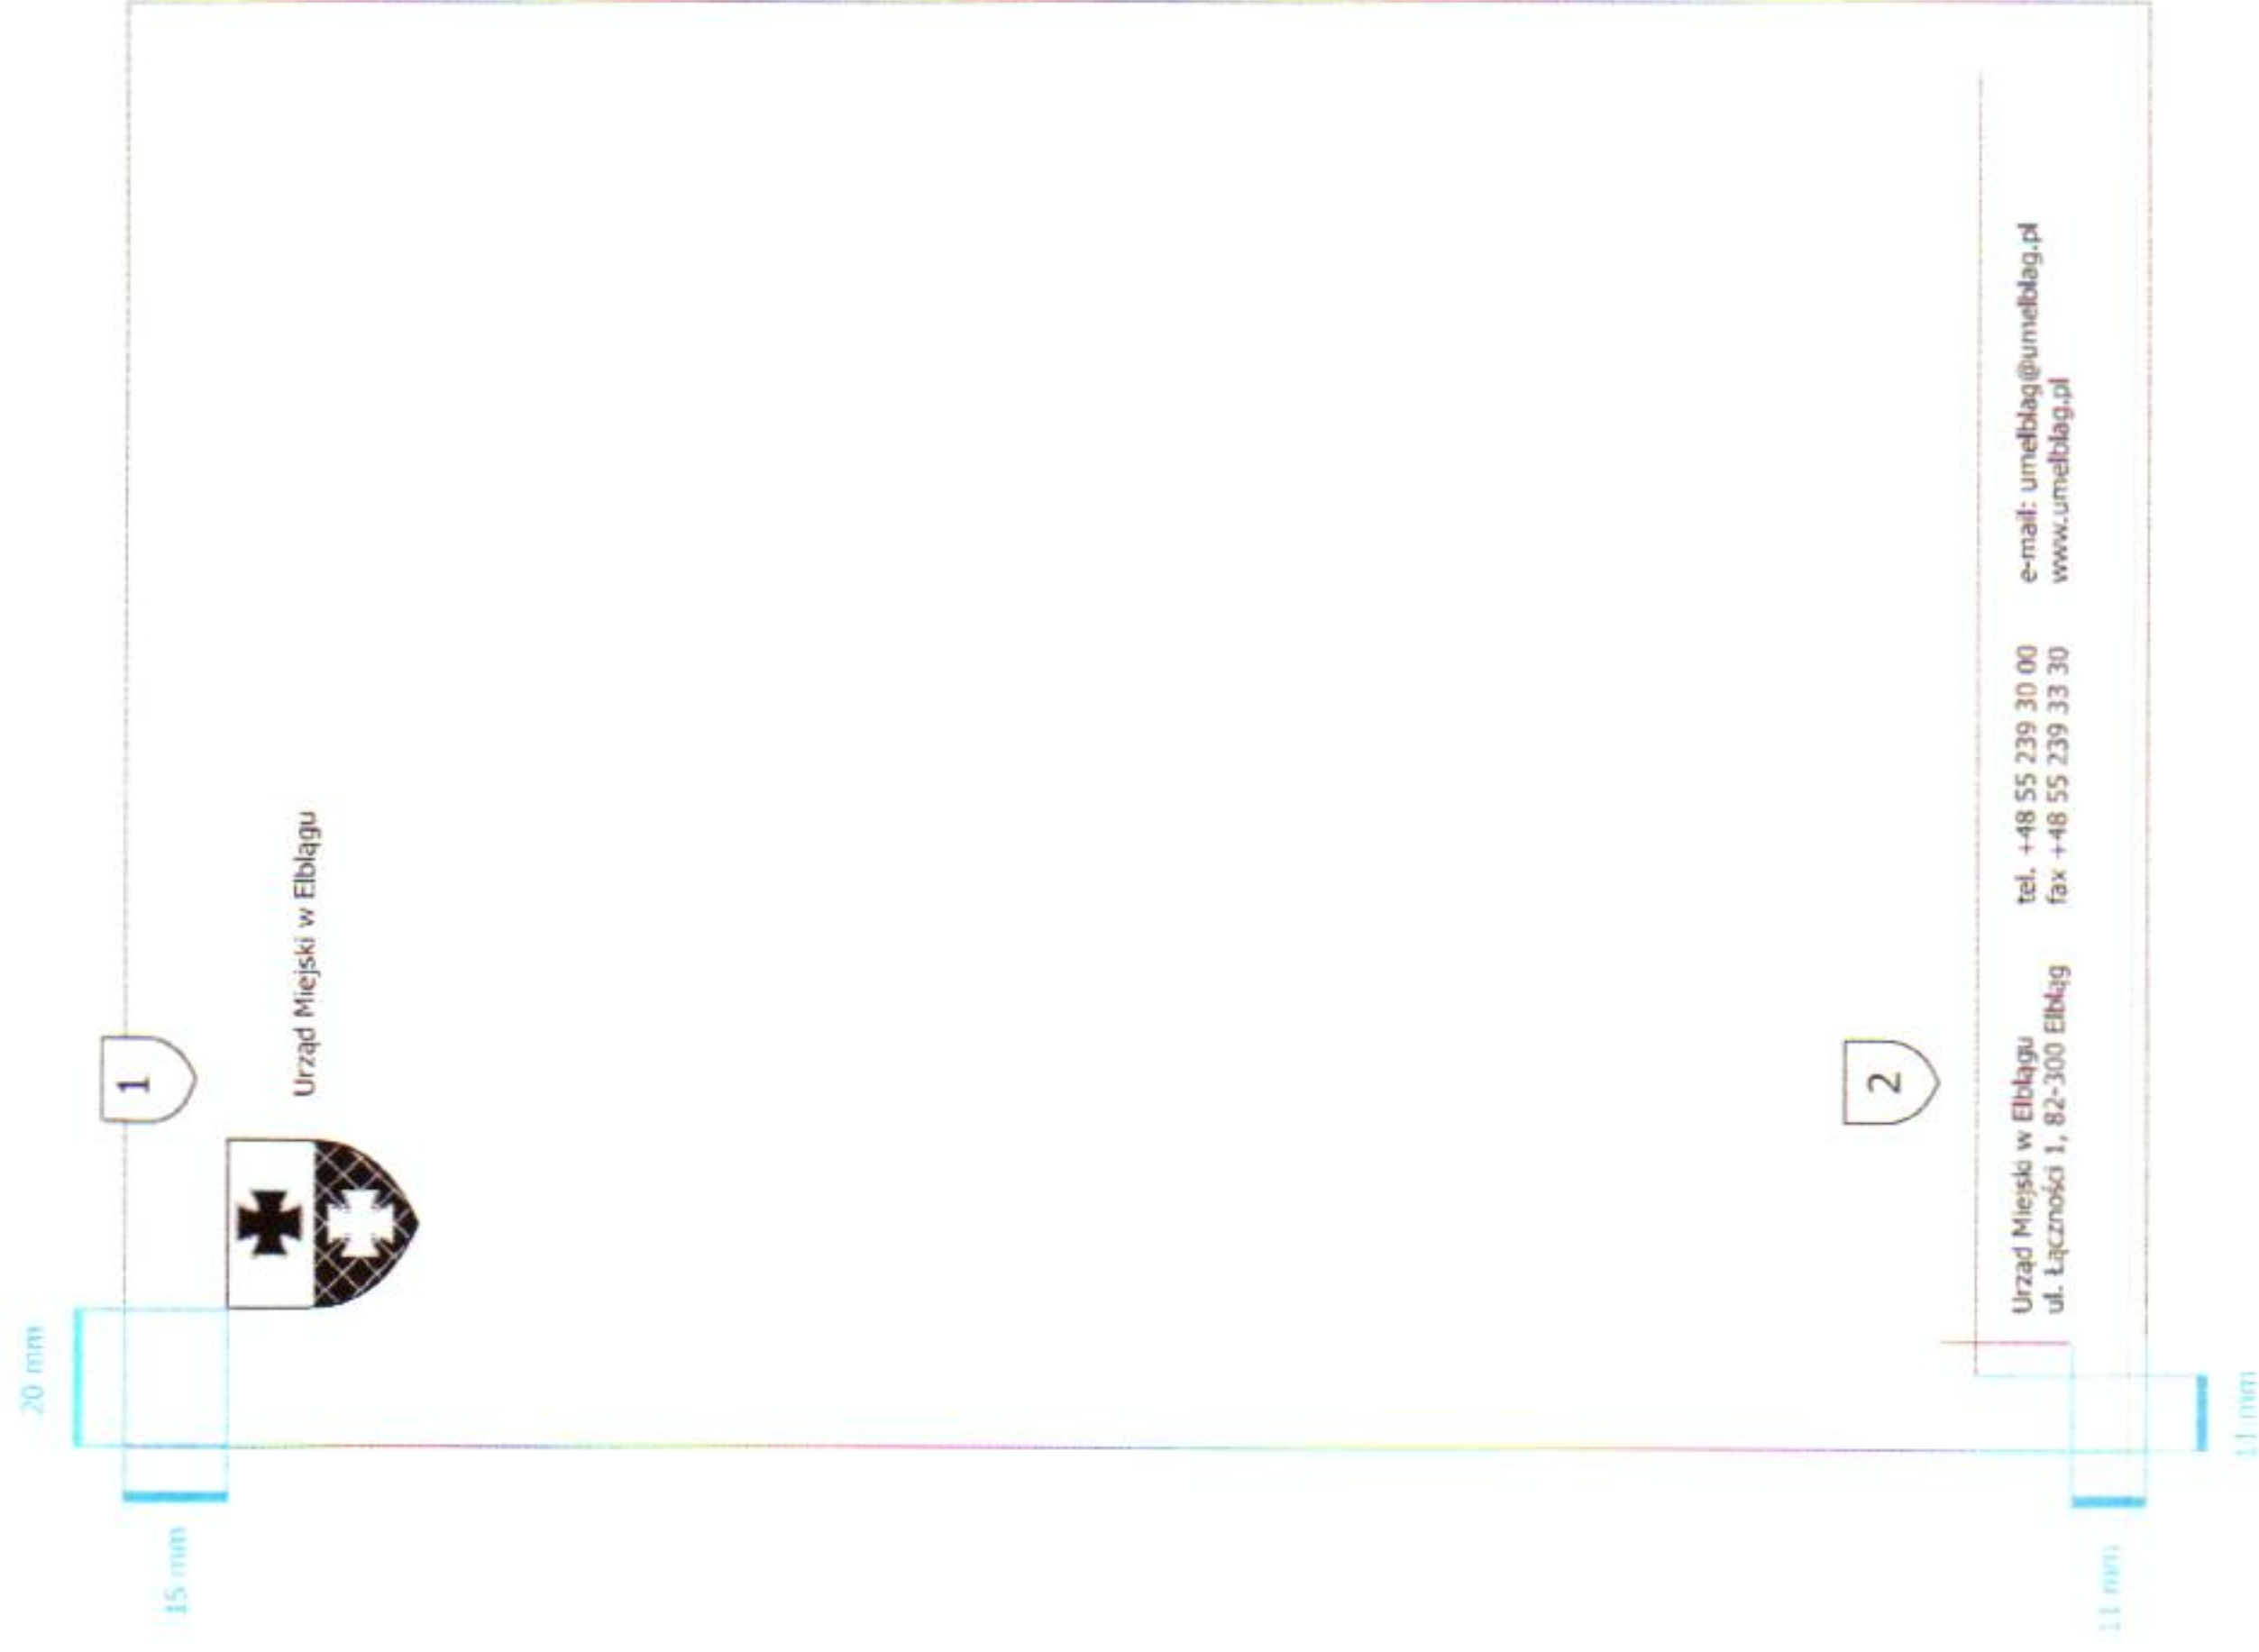 20 mm
15 mm
1
Urząd Miejski w Elblągu
2
Urząd Miejski w Elblągu
ul. Łączności 1, 82-300 Elbląg
tel. +48 55 239 30 00
fax +48 55 239 33 30
e-mail: umelblag@umelblag.pl
www.umelblag.pl
11 mm
11 mm